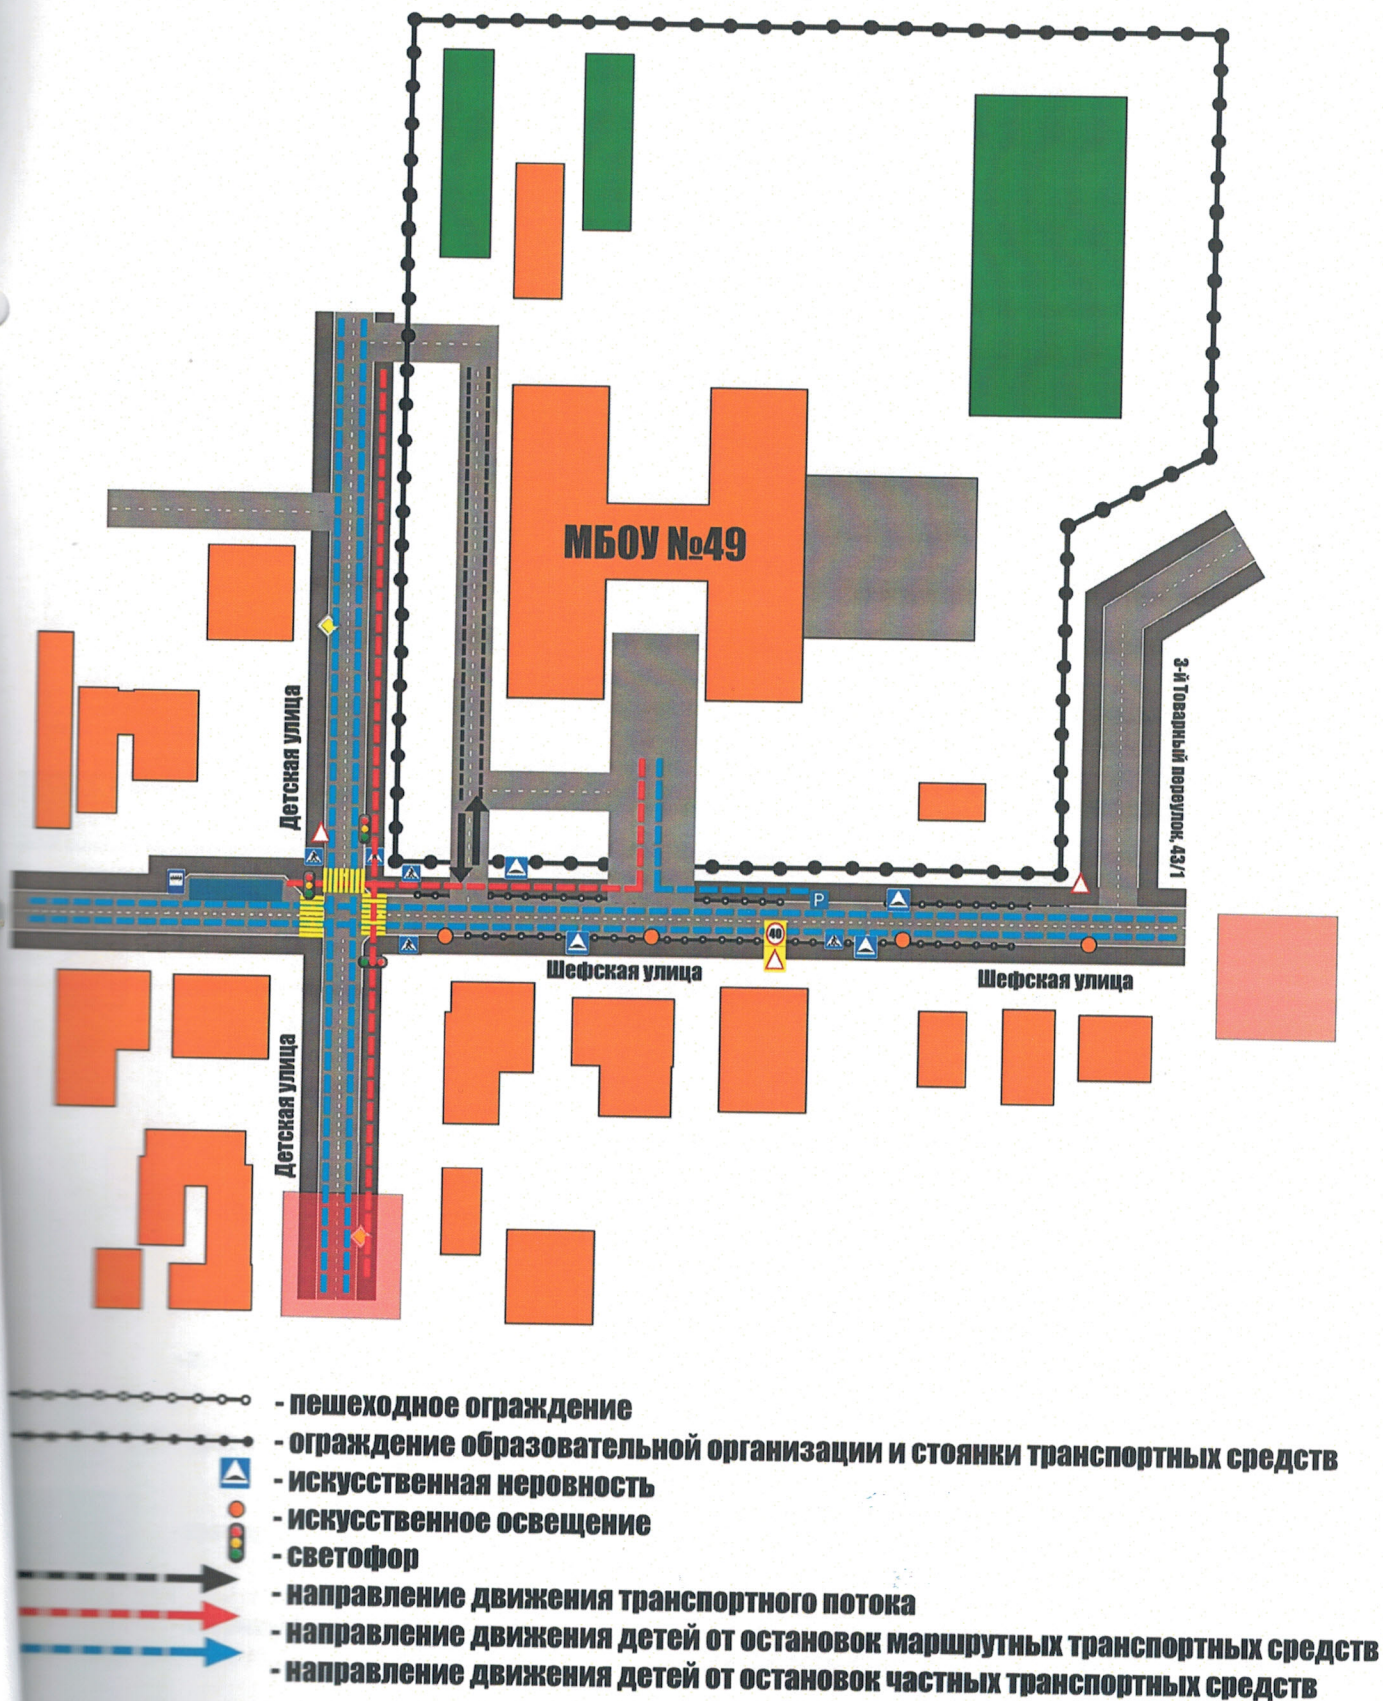 МБОУ №49
Детская улица
3-й Товарный переулок, 43/1
P
40
Шефская улица
Шефская улица
Детская улица
- пешеходное ограждение
- ограждение образовательной организации и стоянки транспортных средств
- искусственная неровность
- искусственное освещение
- светофор
- направление движения транспортного потока
- направление движения детей от остановок маршрутных транспортных средств
- направление движения детей от остановок частных транспортных средств